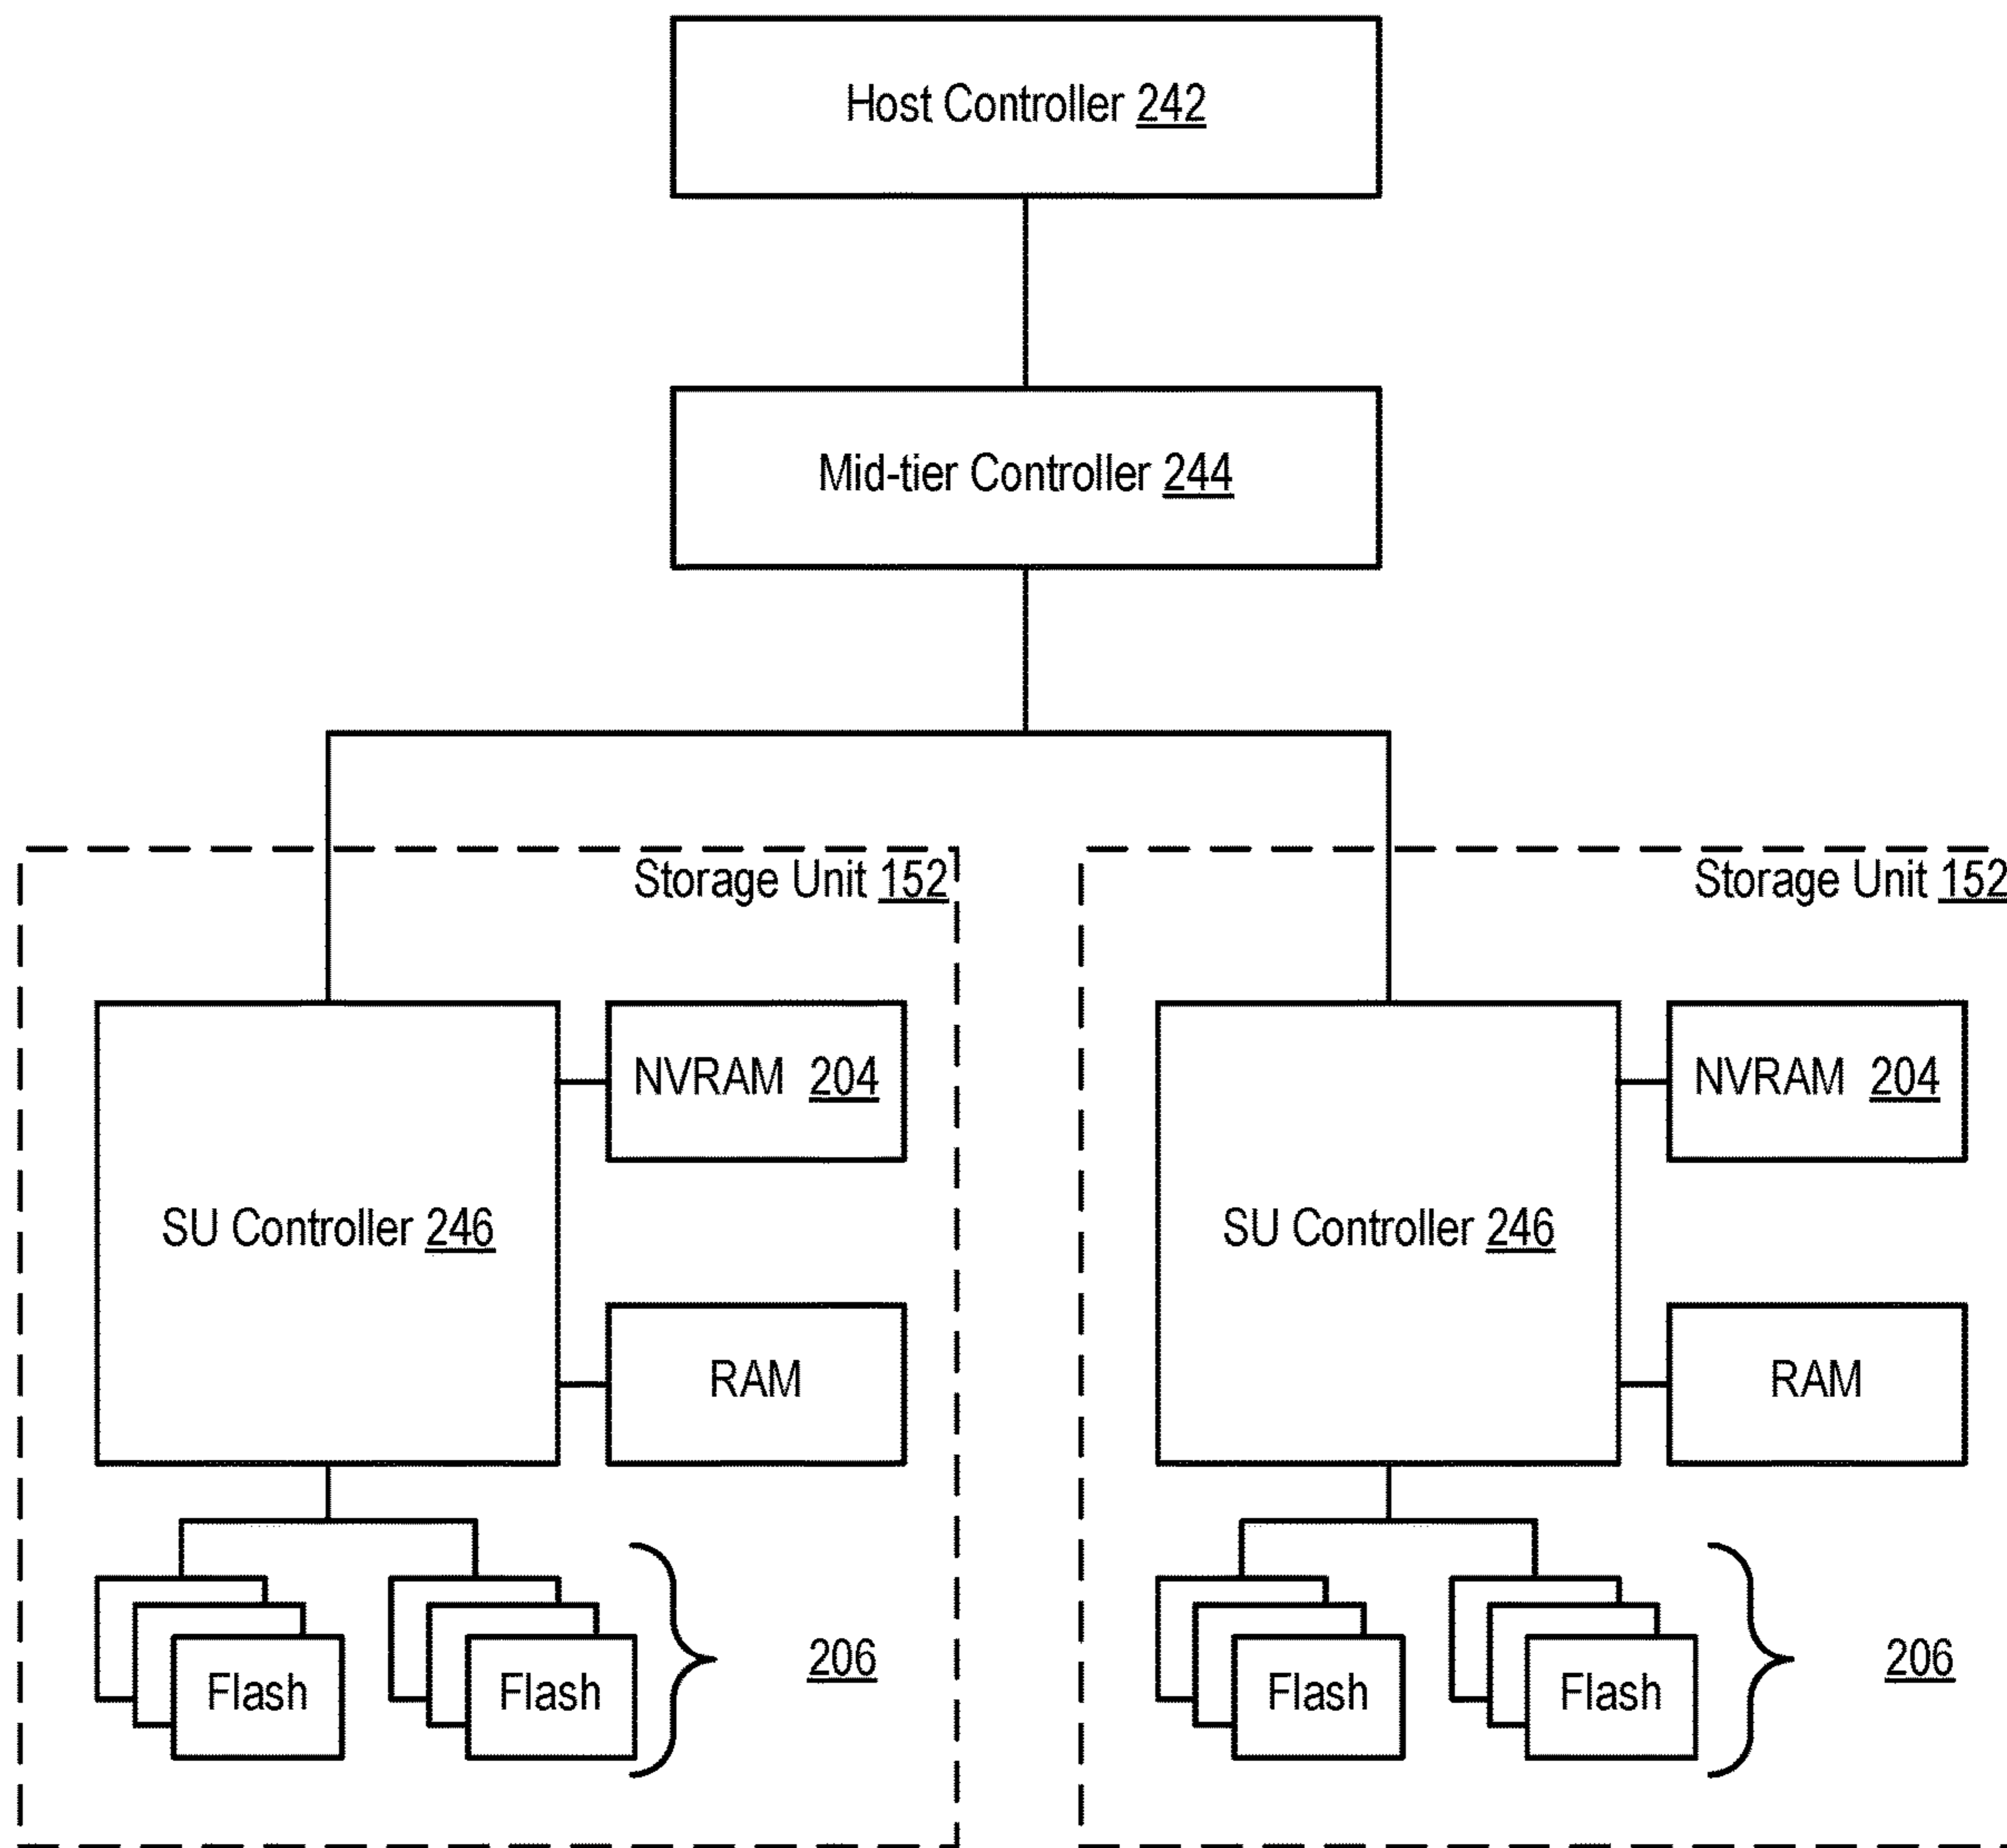 Host Controller 242
Mid-tier Controller 244
Storage Unit 152
Storage Unit 152
NVRAM 204
NVRAM 204
SU Controller 246
SU Controller 246
RAM
RAM
206
206
Flash
Flash
Flash
Flash